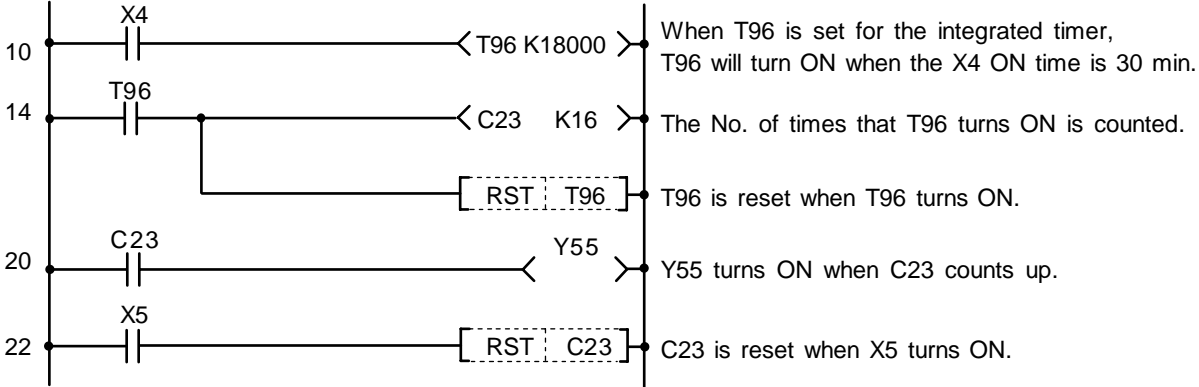 X4
10 T96 K18000 When T96 is set for the integrated timer,
T96 will turn ON when the X4 ON time is 30 min.
T96
14 C23 K16 The No. of times that T96 turns ON is counted.
RST T96 T96 is reset when T96 turns ON.
C23 Y55
20 Y55 turns ON when C23 counts up.
X5
22 RST C23 C23 is reset when X5 turns ON.